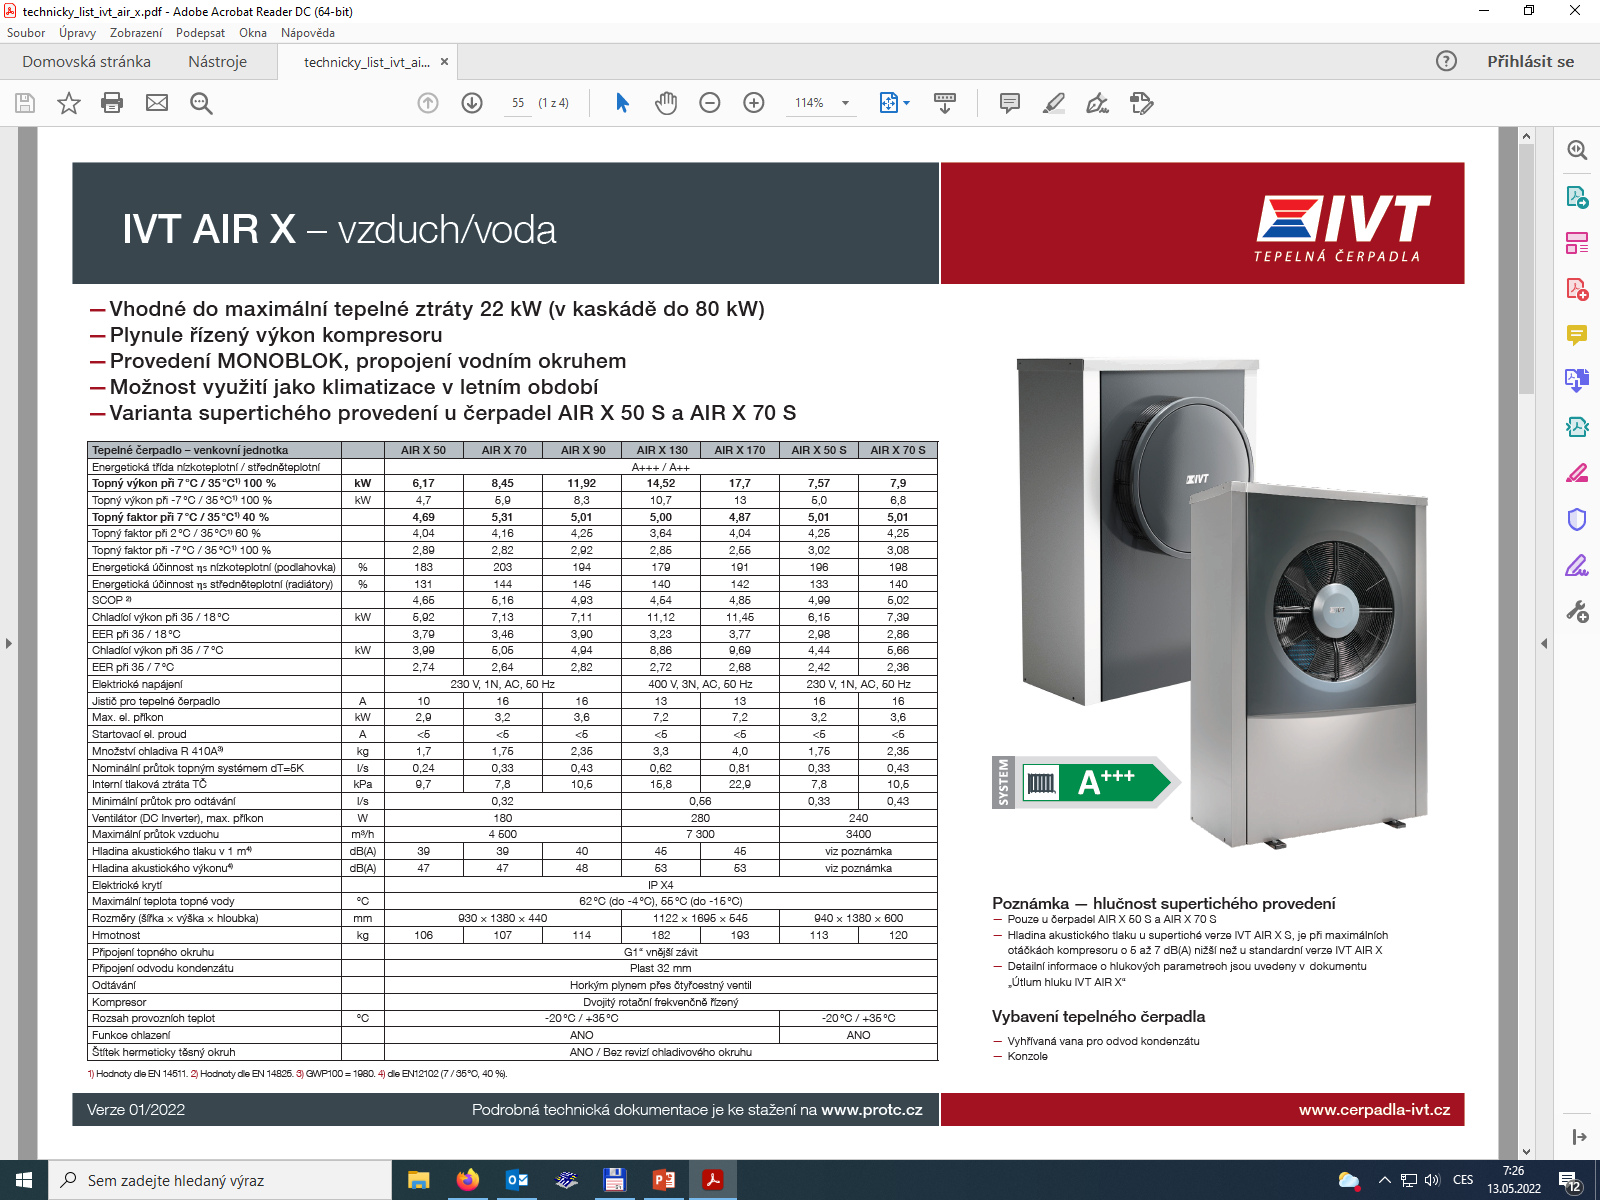 technicky_list_ivt_air_x.pdf - Adobe Acrobat Reader DC (64-bit)
Soubor Úpravy Zobrazení Podepsat Okna Nápověda
Domovská stránka Nástroje technicky_list_ivt_ai... × Přihlásit se
55 (1 z 4) 114%
IVT AIR X – vzduch/voda
IVT
TEPELNÁ ČERPADLA
— Vhodné do maximální tepelné ztráty 22 kW (v kaskádě do 80 kW)
— Plynule řízený výkon kompresoru
— Provedení MONOBLOK, propojení vodním okruhem
— Možnost využití jako klimatizace v letním období
— Varianta supertichého provedení u čerpadel AIR X 50 S a AIR X 70 S
Tepelné čerpadlo – venkovní jednotka AIR X 50 AIR X 70 AIR X 90 AIR X 130 AIR X 170 AIR X 50 S AIR X 70 S
Energetická třída nízkoteplotní / středněteplotní A+++ / A++
Topný výkon při 7 °C / 35 °C¹⁾ 100 % kW 6,17 8,45 11,92 14,52 17,7 7,57 7,9
Topný výkon při -7 °C / 35 °C¹⁾ 100 % kW 4,7 5,9 8,3 10,7 13 5,0 6,8
Topný faktor při 7 °C / 35 °C¹⁾ 40 % 4,69 5,31 5,01 5,00 4,87 5,01 5,01
Topný faktor při 2 °C / 35 °C¹⁾ 60 % 4,04 4,16 4,25 3,64 4,04 4,25 4,25
Topný faktor při -7 °C / 35 °C¹⁾ 100 % 2,89 2,82 2,92 2,85 2,55 3,02 3,08
Energetická účinnost ηs nízkoteplotní (podlahovka) % 183 203 194 179 191 196 198
Energetická účinnost ηs středněteplotní (radiátory) % 131 144 145 140 142 133 140
SCOP ²⁾ 4,65 5,16 4,93 4,54 4,85 4,99 5,02
Chladící výkon při 35 / 18 °C kW 5,92 7,13 7,11 11,12 11,45 6,15 7,39
EER při 35 / 18 °C 3,79 3,46 3,90 3,23 3,77 2,98 2,86
Chladící výkon při 35 / 7 °C kW 3,99 5,05 4,94 8,86 9,69 4,44 5,66
EER při 35 / 7 °C 2,74 2,64 2,82 2,72 2,68 2,42 2,36
Elektrické napájení 230 V, 1N, AC, 50 Hz 400 V, 3N, AC, 50 Hz 230 V, 1N, AC, 50 Hz
Jistič pro tepelné čerpadlo A 10 16 16 13 13 16 16
Max. el. příkon kW 2,9 3,2 3,6 7,2 7,2 3,2 3,6
Startovací el. proud A <5 <5 <5 <5 <5 <5 <5
Množství chladiva R 410A³⁾ kg 1,7 1,75 2,35 3,3 4,0 1,75 2,35
Nominální průtok topným systémem dT=5K l/s 0,24 0,33 0,43 0,62 0,81 0,33 0,43
Interní tlaková ztráta TČ kPa 9,7 7,8 10,5 15,8 22,9 7,8 10,5
Minimální průtok pro odtávání l/s 0,32 0,56 0,33 0,43
Ventilátor (DC Inverter), max. příkon W 180 280 240
Maximální průtok vzduchu m³/h 4 500 7 300 3400
Hladina akustického tlaku v 1 m⁴⁾ dB(A) 39 39 40 45 45 viz poznámka
Hladina akustického výkonu⁴⁾ dB(A) 47 47 48 53 53 viz poznámka
Elektrické krytí IP X4
Maximální teplota topné vody °C 62 °C (do -4 °C), 55 °C (do -15 °C)
Rozměry (šířka × výška × hloubka) mm 930 × 1380 × 440 1122 × 1695 × 545 940 × 1380 × 600
Hmotnost kg 106 107 114 182 193 113 120
Připojení topného okruhu G1“ vnější závit
Připojení odvodu kondenzátu Plast 32 mm
Odtávání Horkým plynem přes čtyřcestný ventil
Kompresor Dvojitý rotační frekvenčně řízený
Rozsah provozních teplot °C -20 °C / +35 °C -20 °C / +35 °C
Funkce chlazení ANO ANO
Štítek hermeticky těsný okruh ANO / Bez revizí chladivového okruhu
1) Hodnoty dle EN 14511. 2) Hodnoty dle EN 14825. 3) GWP100 = 1980. 4) dle EN12102 (7 / 35 °C, 40 %).
IVT
IVT
SYSTEM A+++
Poznámka — hlučnost supertichého provedení
— Pouze u čerpadel AIR X 50 S a AIR X 70 S
— Hladina akustického tlaku u supertiché verze IVT AIR X S, je při maximálních
otáčkách kompresoru o 5 až 7 dB(A) nižší než u standardní verze IVT AIR X
— Detailní informace o hlukových parametrech jsou uvedeny v dokumentu
„Útlum hluku IVT AIR X“
Vybavení tepelného čerpadla
— Vyhřívaná vana pro odvod kondenzátu
— Konzole
Verze 01/2022 Podrobná technická dokumentace je ke stažení na www.protc.cz www.cerpadla-ivt.cz
Sem zadejte hledaný výraz CES 7:26
13.05.2022 12